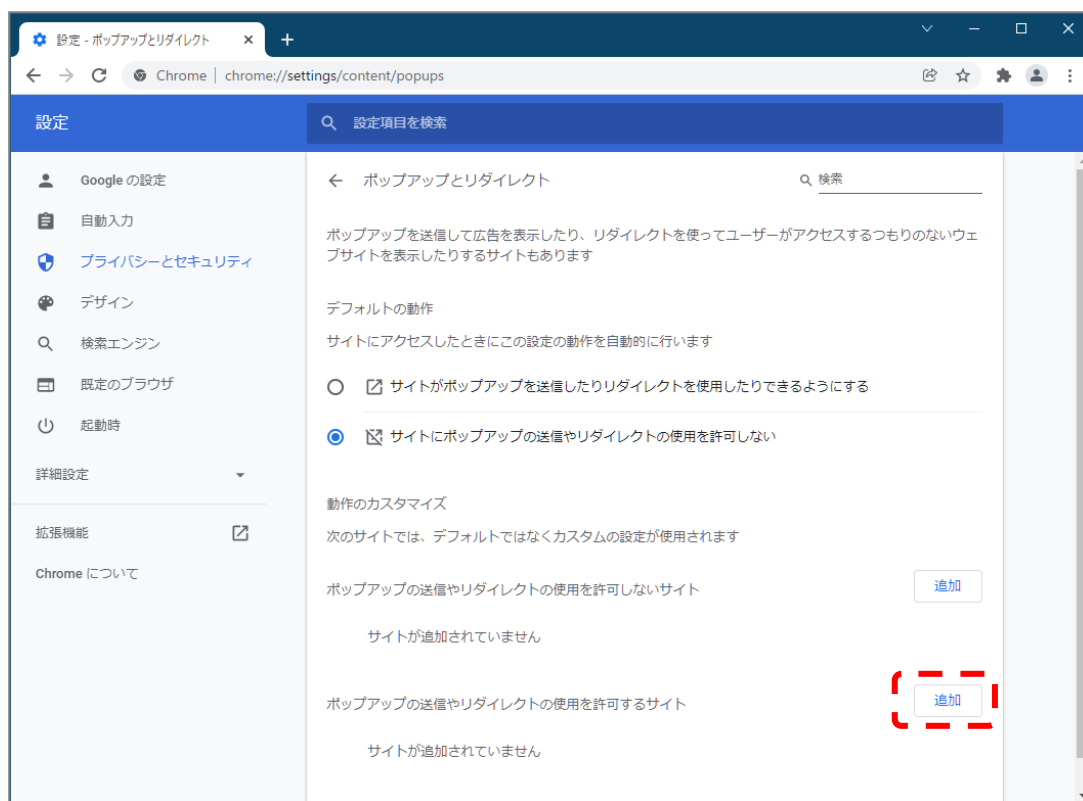 設定 - ポップアップとリダイレクト
Chrome | chrome://settings/content/popups
設定
設定項目を検索
Google の設定
自動入力
プライバシーとセキュリティ
デザイン
検索エンジン
既定のブラウザ
起動時
詳細設定
拡張機能
Chrome について
ポップアップとリダイレクト
検索
ポップアップを送信して広告を表示したり、リダイレクトを使ってユーザーがアクセスするつもりのないウェ
ブサイトを表示したりするサイトもあります
デフォルトの動作
サイトにアクセスしたときにこの設定の動作を自動的に行います
サイトがポップアップを送信したりリダイレクトを使用したりできるようにする
サイトにポップアップの送信やリダイレクトの使用を許可しない
動作のカスタマイズ
次のサイトでは、デフォルトではなくカスタムの設定が使用されます
ポップアップの送信やリダイレクトの使用を許可しないサイト
追加
サイトが追加されていません
ポップアップの送信やリダイレクトの使用を許可するサイト
追加
サイトが追加されていません